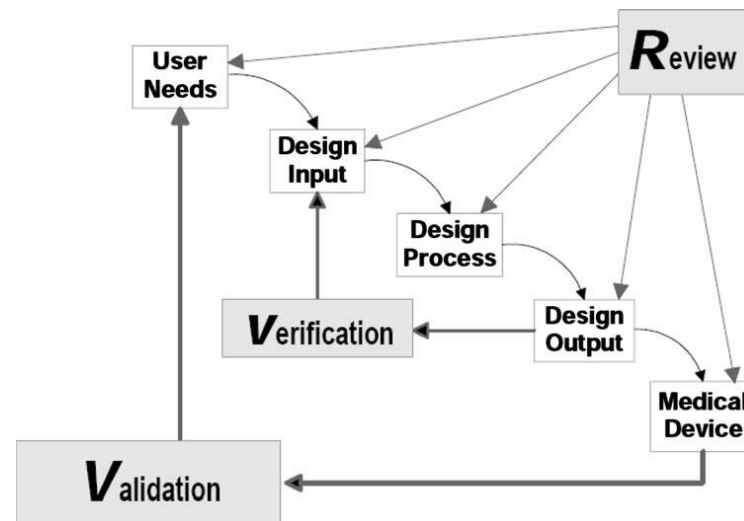 User
Needs
Review
Design
Input
Design
Process
Verification
Design
Output
Medical
Device
Validation